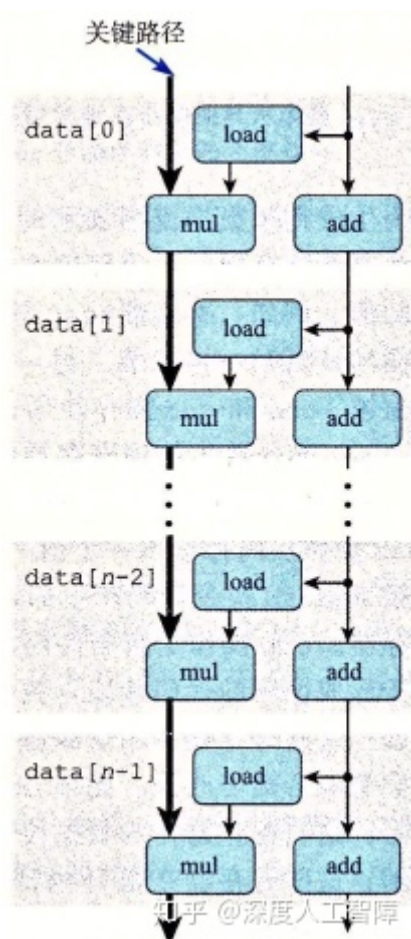 关键路径
data[0]
load
mul
add
data[1]
load
mul
add
data[n-2]
load
mul
add
data[n-1]
load
mul
add
知乎 @深度人工智障